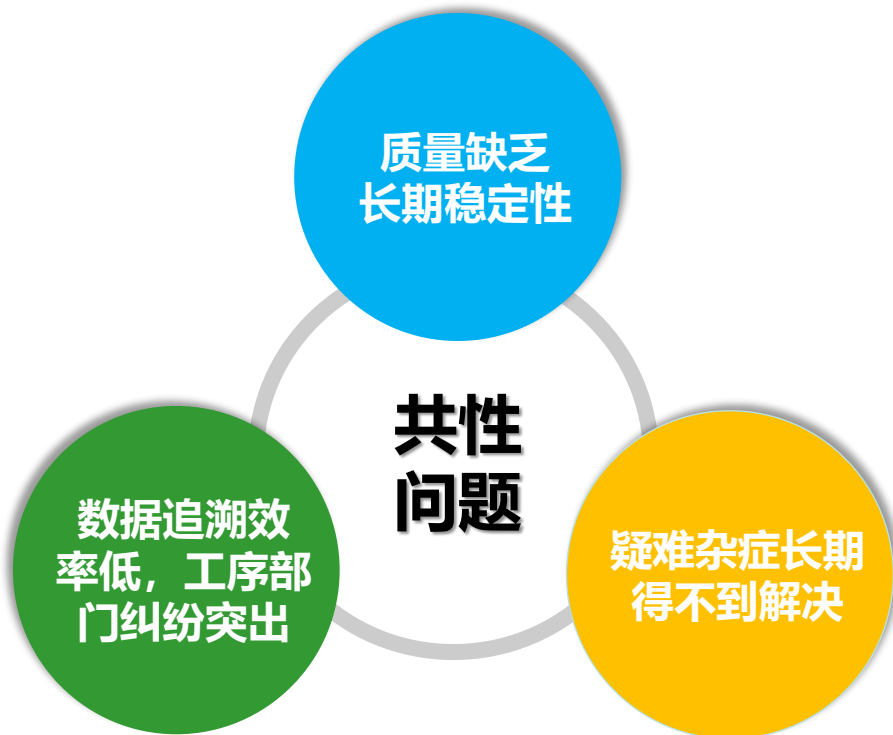 质量缺乏
长期稳定性
共性
问题
数据追溯效
率低，工序部
门纠纷突出
疑难杂症长期
得不到解决